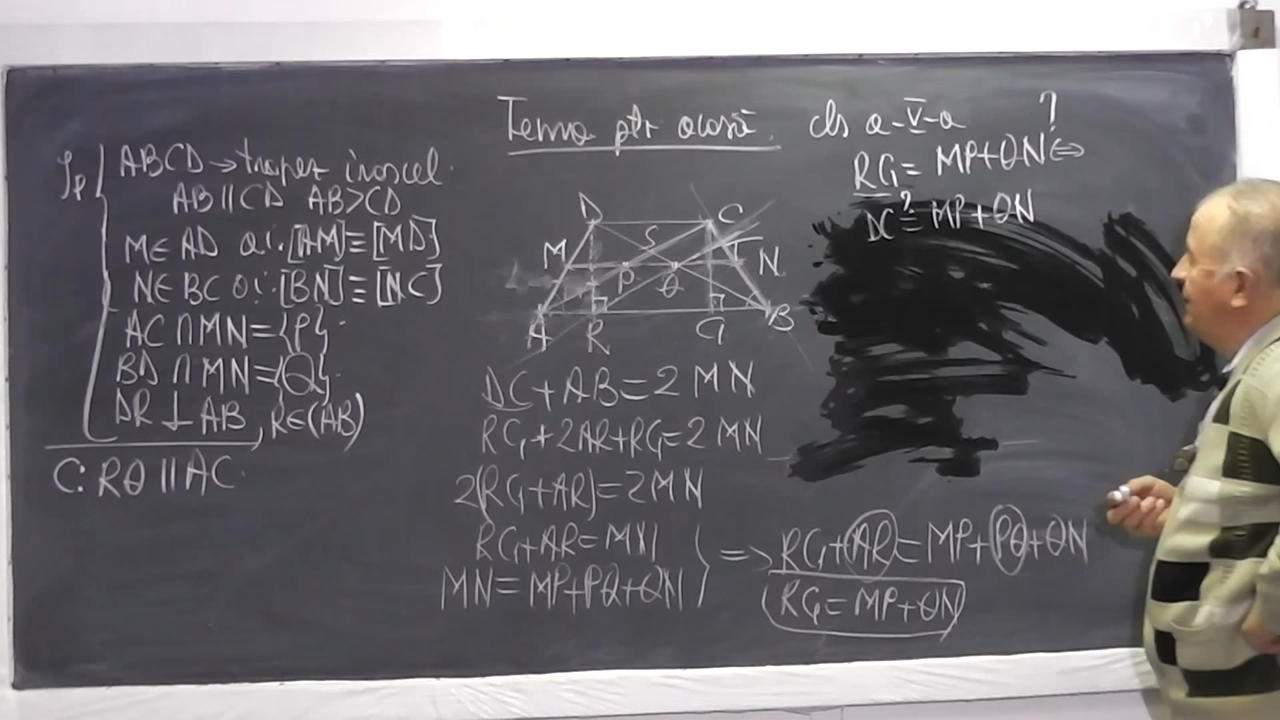 Tema ptr acasă. cls a-V-a
Ip ABCD → trapez isoscel.
AB || CD AB > CD
M ∈ AD a.î. [AM] ≡ [MD]
N ∈ BC a.î. [BN] ≡ [NC]
AC ∩ MN = {P}.
BD ∩ MN = {Q}.
DR ⊥ AB, R ∈ (AB)
C: RQ || AC
D C
S
M P Q T N
A R G B
DC + AB = 2 MN
RG + 2AR + RG = 2 MN
2(RG + AR) = 2MN
RG + AR = MN
MN = MP + PQ + QN
=> RG + AR = MP + PQ + QN
RG = MP + QN
?
RG = MP + QN ⇔
DC ?= MP + QN